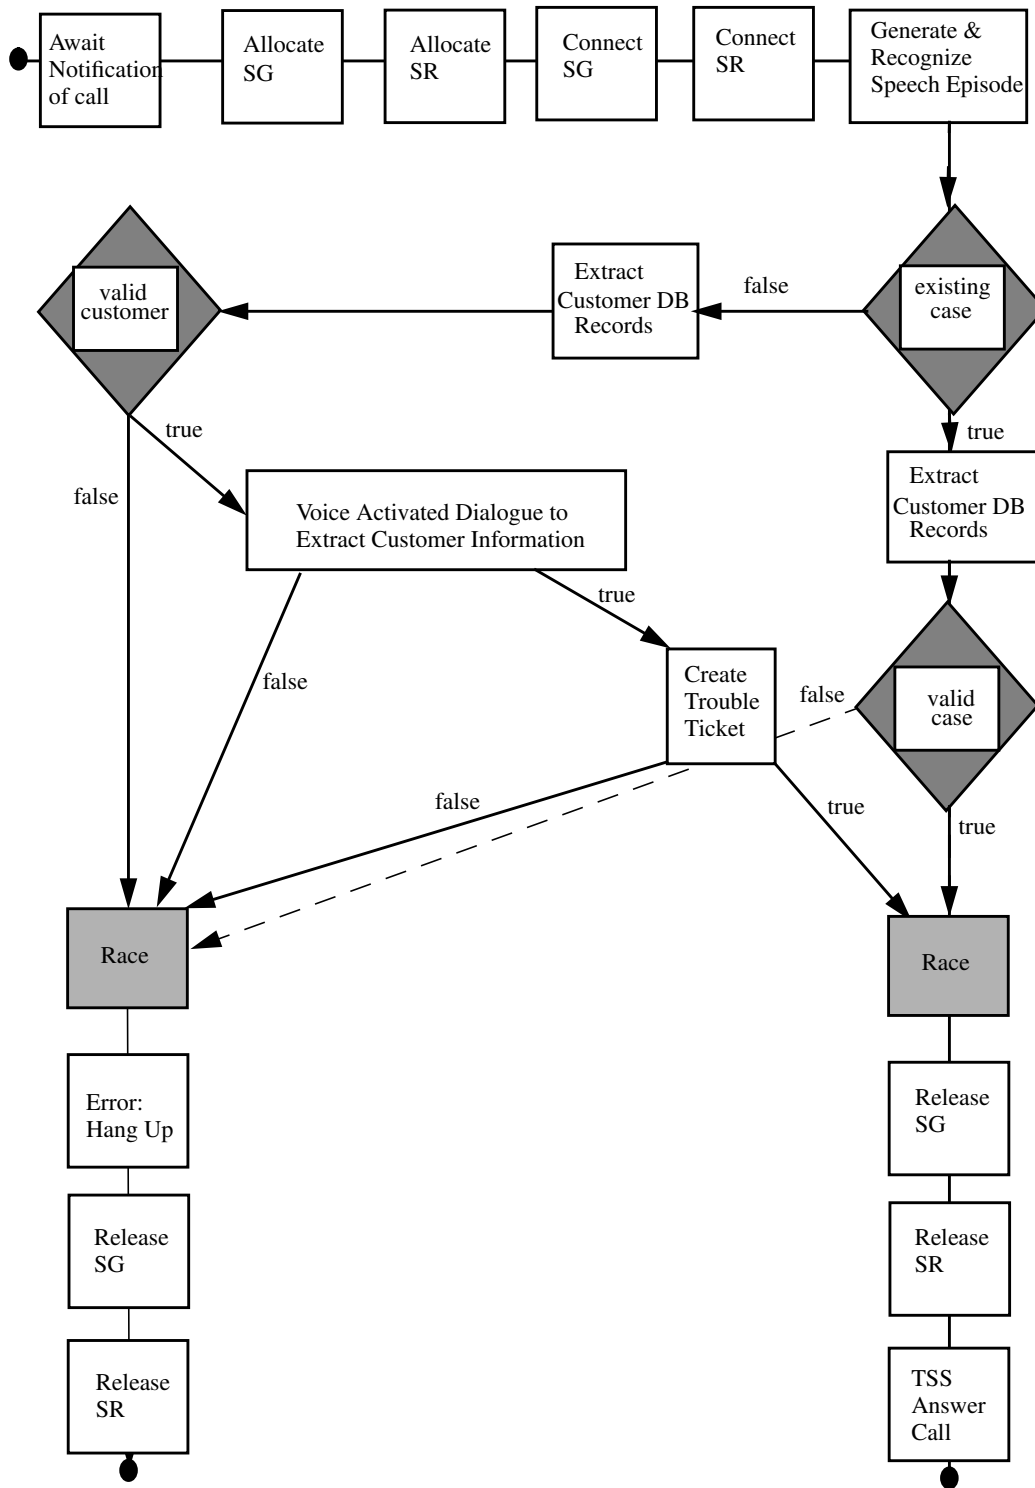 Await
Notification
of call
Allocate
SG
Allocate
SR
Connect
SG
Connect
SR
Generate &
Recognize
Speech Episode
valid
customer
Extract
Customer DB
Records
false
existing
case
true
true
false
Extract
Customer DB
Records
Voice Activated Dialogue to
Extract Customer Information
true
false
Create
Trouble
Ticket
false
valid
case
false
true
true
Race
Race
Error:
Hang Up
Release
SG
Release
SG
Release
SR
Release
SR
TSS
Answer
Call